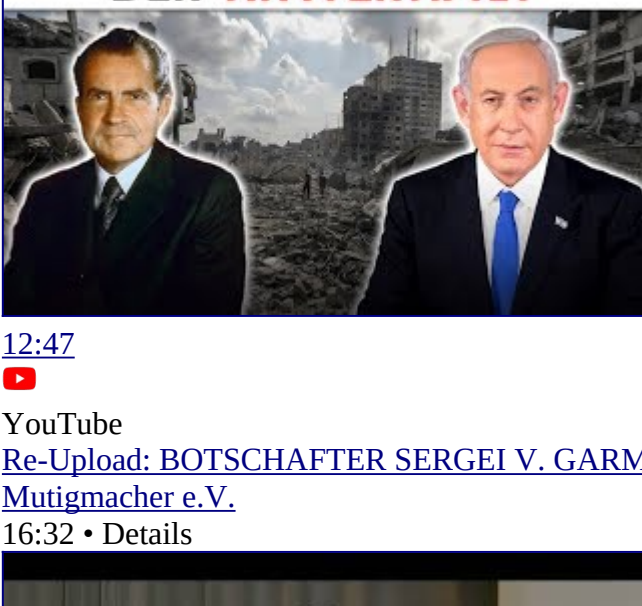 12:47
YouTube
Re-Upload: BOTSCHAFTER SERGEI V. GARM
Mutigmacher e.V.
16:32 • Details